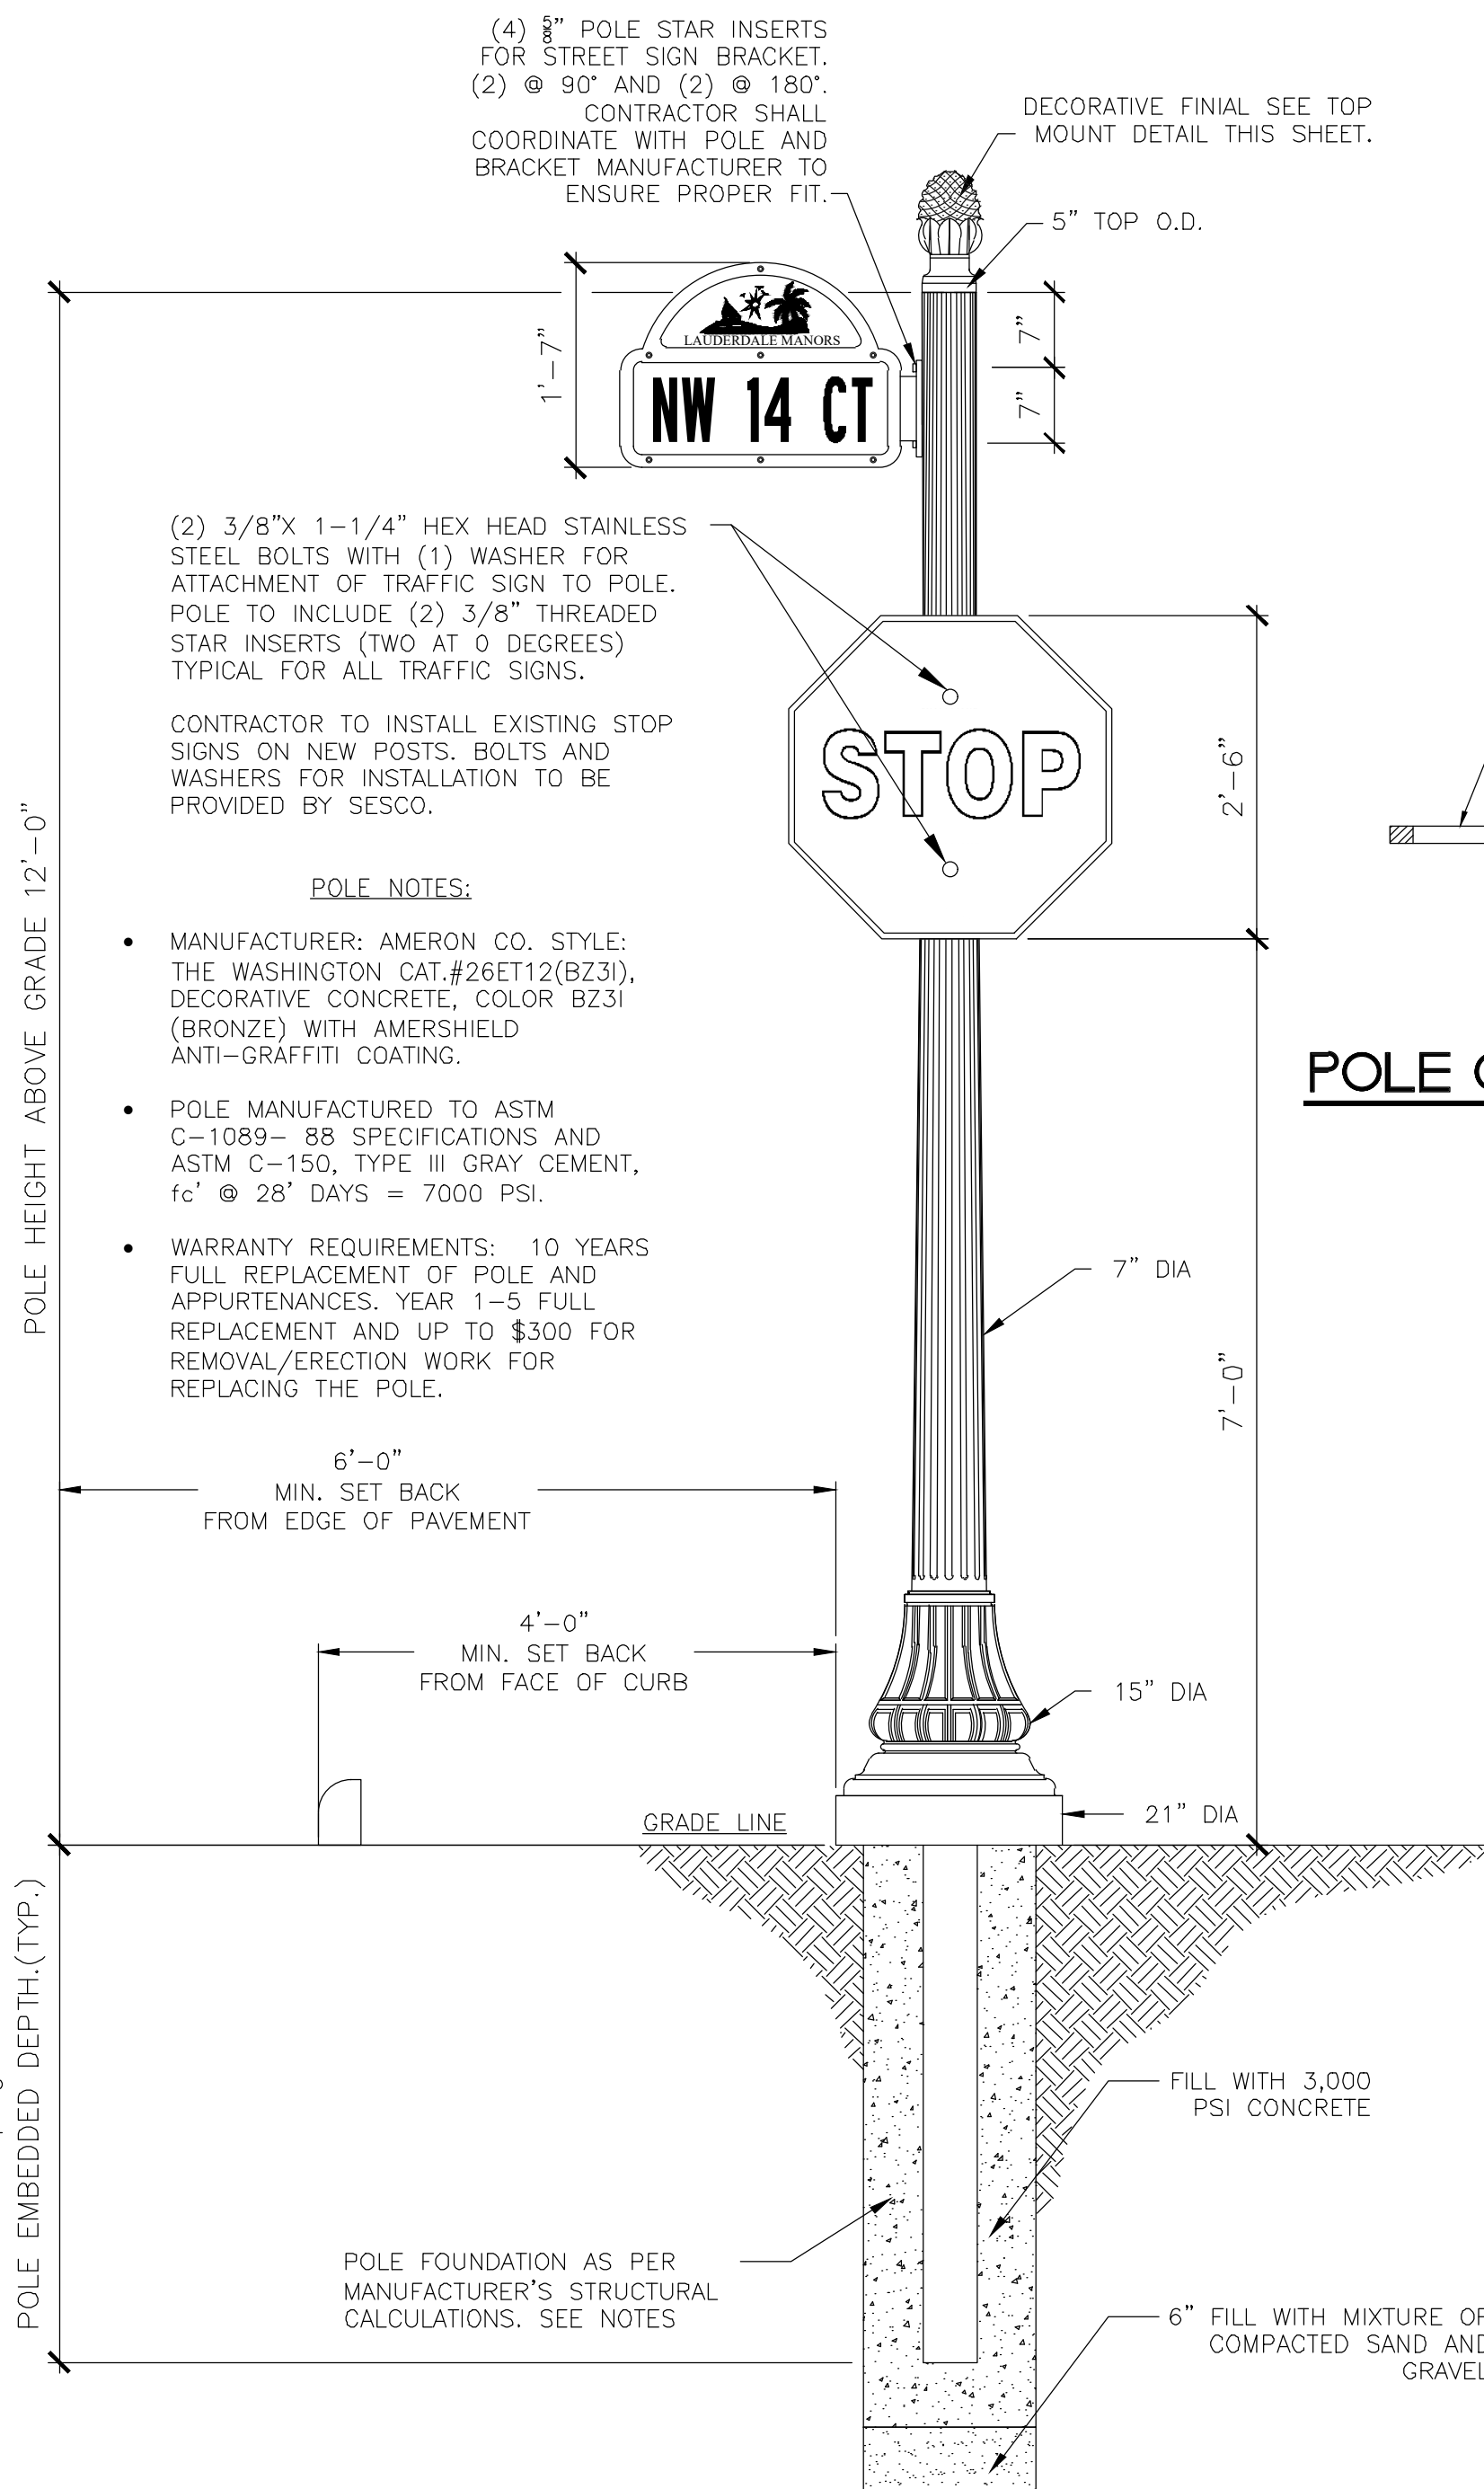 (4) 5/8" POLE STAR INSERTS
FOR STREET SIGN BRACKET.
(2) @ 90° AND (2) @ 180°.
CONTRACTOR SHALL
COORDINATE WITH POLE AND
BRACKET MANUFACTURER TO
ENSURE PROPER FIT.
DECORATIVE FINIAL SEE TOP
MOUNT DETAIL THIS SHEET.
5" TOP O.D.
1'-7"
LAUDERDALE MANORS
NW 14 CT
7"
7"
(2) 3/8"X 1-1/4" HEX HEAD STAINLESS
STEEL BOLTS WITH (1) WASHER FOR
ATTACHMENT OF TRAFFIC SIGN TO POLE.
POLE TO INCLUDE (2) 3/8" THREADED
STAR INSERTS (TWO AT 0 DEGREES)
TYPICAL FOR ALL TRAFFIC SIGNS.
CONTRACTOR TO INSTALL EXISTING STOP
SIGNS ON NEW POSTS. BOLTS AND
WASHERS FOR INSTALLATION TO BE
PROVIDED BY SESCO.
STOP
2'-6"
POLE HEIGHT ABOVE GRADE 12'-0"
POLE NOTES:
• MANUFACTURER: AMERON CO. STYLE:
THE WASHINGTON CAT.#26ET12(BZ3I),
DECORATIVE CONCRETE, COLOR BZ3I
(BRONZE) WITH AMERSHIELD
ANTI-GRAFFITI COATING.
• POLE MANUFACTURED TO ASTM
C-1089- 88 SPECIFICATIONS AND
ASTM C-150, TYPE III GRAY CEMENT,
fc' @ 28' DAYS = 7000 PSI.
• WARRANTY REQUIREMENTS: 10 YEARS
FULL REPLACEMENT OF POLE AND
APPURTENANCES. YEAR 1-5 FULL
REPLACEMENT AND UP TO $300 FOR
REMOVAL/ERECTION WORK FOR
REPLACING THE POLE.
POLE
7" DIA
7'-0"
6'-0"
MIN. SET BACK
FROM EDGE OF PAVEMENT
4'-0"
MIN. SET BACK
FROM FACE OF CURB
15" DIA
21" DIA
GRADE LINE
POLE EMBEDDED DEPTH.(TYP.)
FILL WITH 3,000
PSI CONCRETE
POLE FOUNDATION AS PER
MANUFACTURER'S STRUCTURAL
CALCULATIONS. SEE NOTES
6" FILL WITH MIXTURE OF
COMPACTED SAND AND
GRAVEL